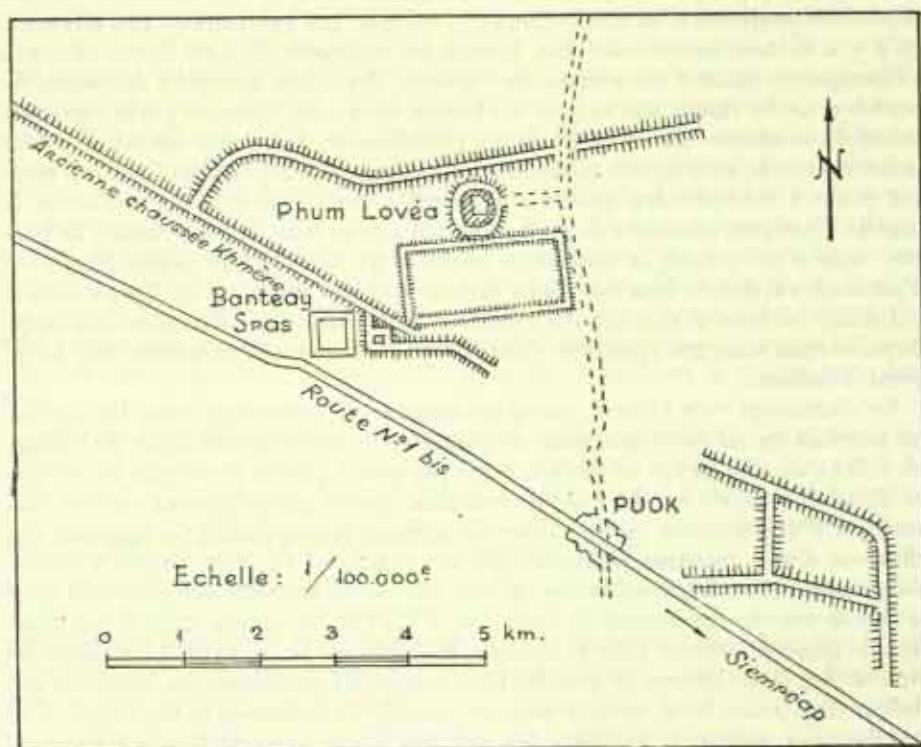 N
Ancienne chaussée Khmère
Phum Lovéa
Banteay
Spas
Route N°1 bis
PUOK
Echelle: 1/100.000e
0 1 2 3 4 5 km.
Siemréap